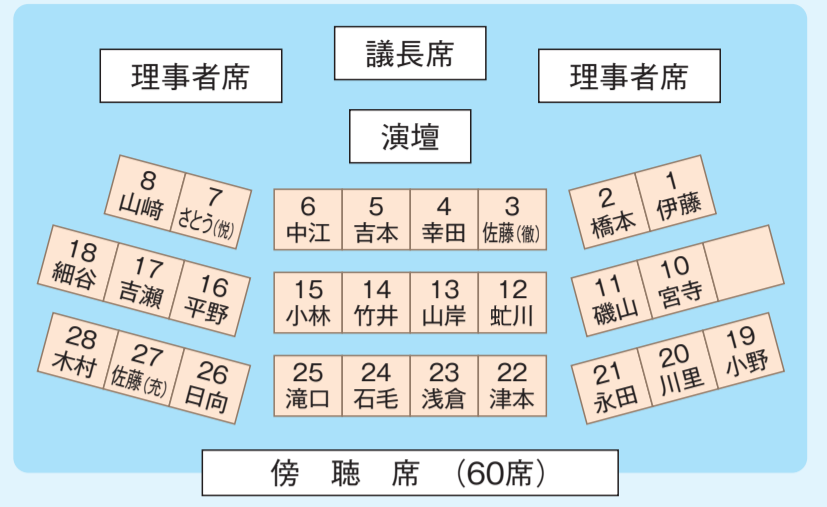 議長席
理事者席
理事者席
演壇
8
山﨑
7
さとう(悦)
6
中江
5
吉本
4
幸田
3
佐藤(徹)
2
橋本
1
伊藤
18
細谷
17
吉瀬
16
平野
15
小林
14
竹井
13
山岸
12
虻川
11
磯山
10
宮寺
28
木村
27
佐藤(充)
26
日向
25
滝口
24
石毛
23
浅倉
22
津本
21
永田
20
川里
19
小野
傍 聴 席 （60席）